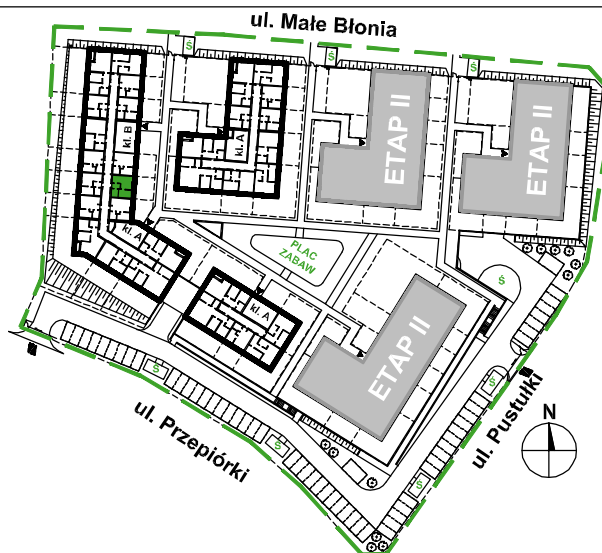 ul. Małe Błonia
Ś
Ś
Ś
kl. B
kl. A
ETAP II
ETAP II
kl. A
PLAC
ZABAW
Ś
kl. A
ETAP II
Ś
Ś
Ś
Ś
ul. Przepiórki
ul. Pustułki
N